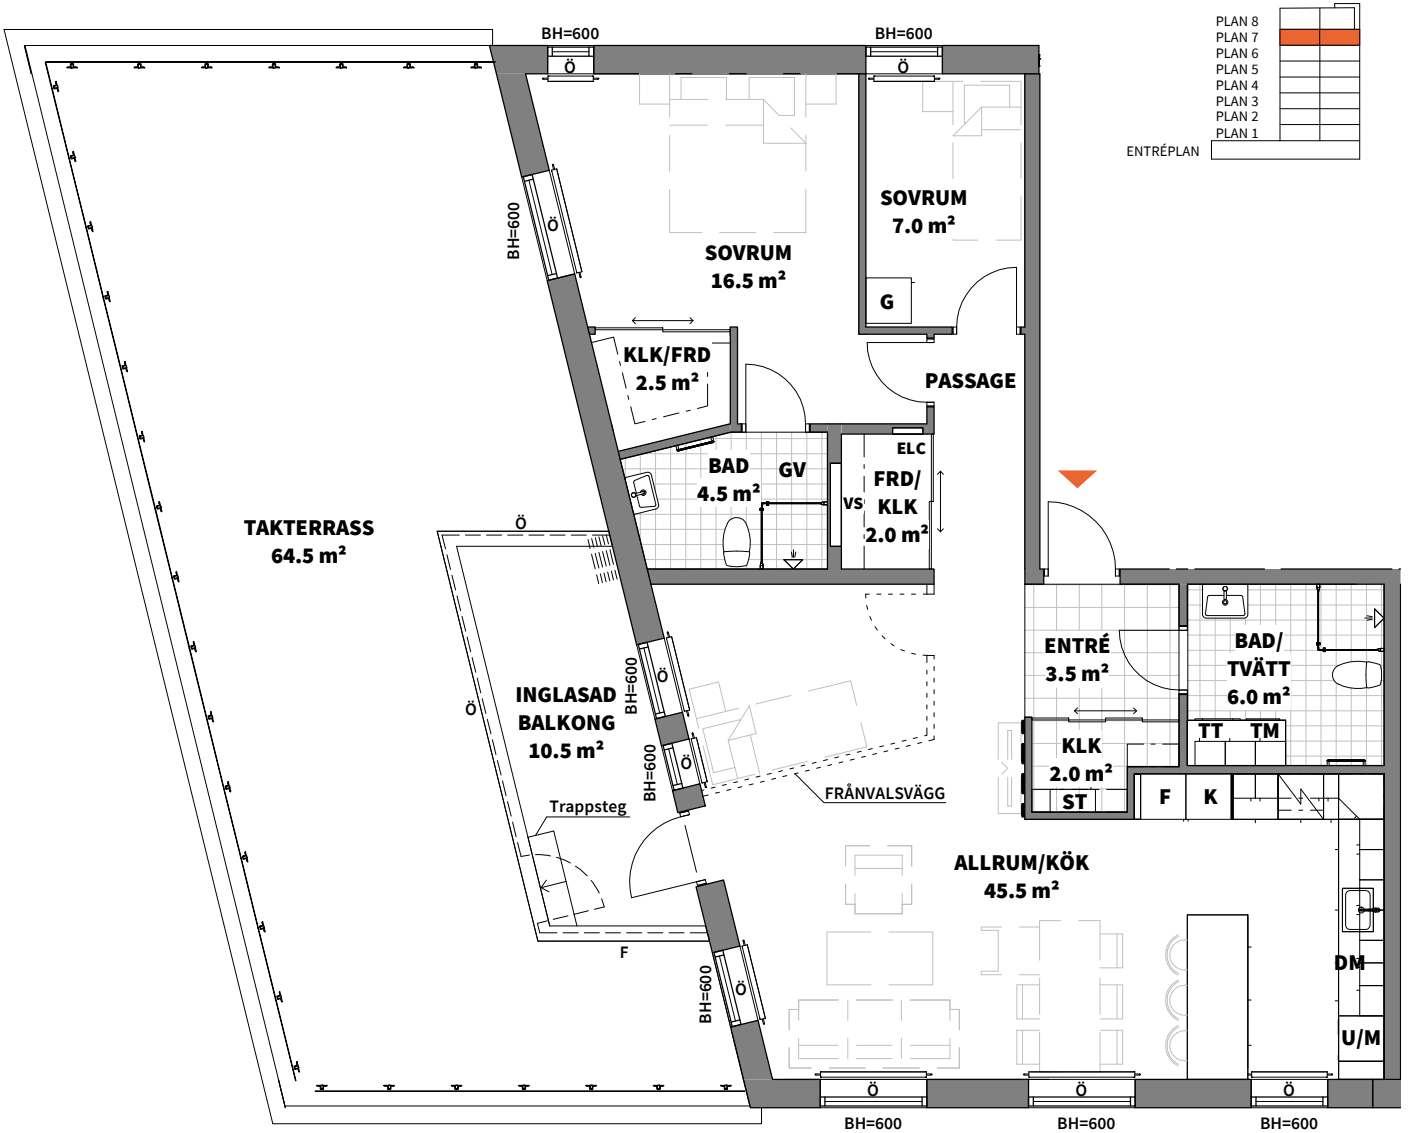 BH=600
BH=600
PLAN 8
PLAN 7
PLAN 6
PLAN 5
PLAN 4
PLAN 3
PLAN 2
PLAN 1
ENTRÉPLAN
Ö
Ö
BH=600
Ö
SOVRUM
7.0 m²
SOVRUM
16.5 m²
G
KLK/FRD
2.5 m²
PASSAGE
ELC
BAD
4.5 m²
GV
VS
FRD/
KLK
2.0 m²
TAKTERRASS
64.5 m²
Ö
Ö
INGLASAD
BALKONG
10.5 m²
BH=600
Ö
BH=600
Ö
ENTRÉ
3.5 m²
BAD/
TVÄTT
6.0 m²
TT
TM
KLK
2.0 m²
ST
F
K
FRÅNVALSVÄGG
Trappsteg
ALLRUM/KÖK
45.5 m²
F
BH=600
Ö
DM
U/M
Ö
Ö
Ö
BH=600
BH=600
BH=600